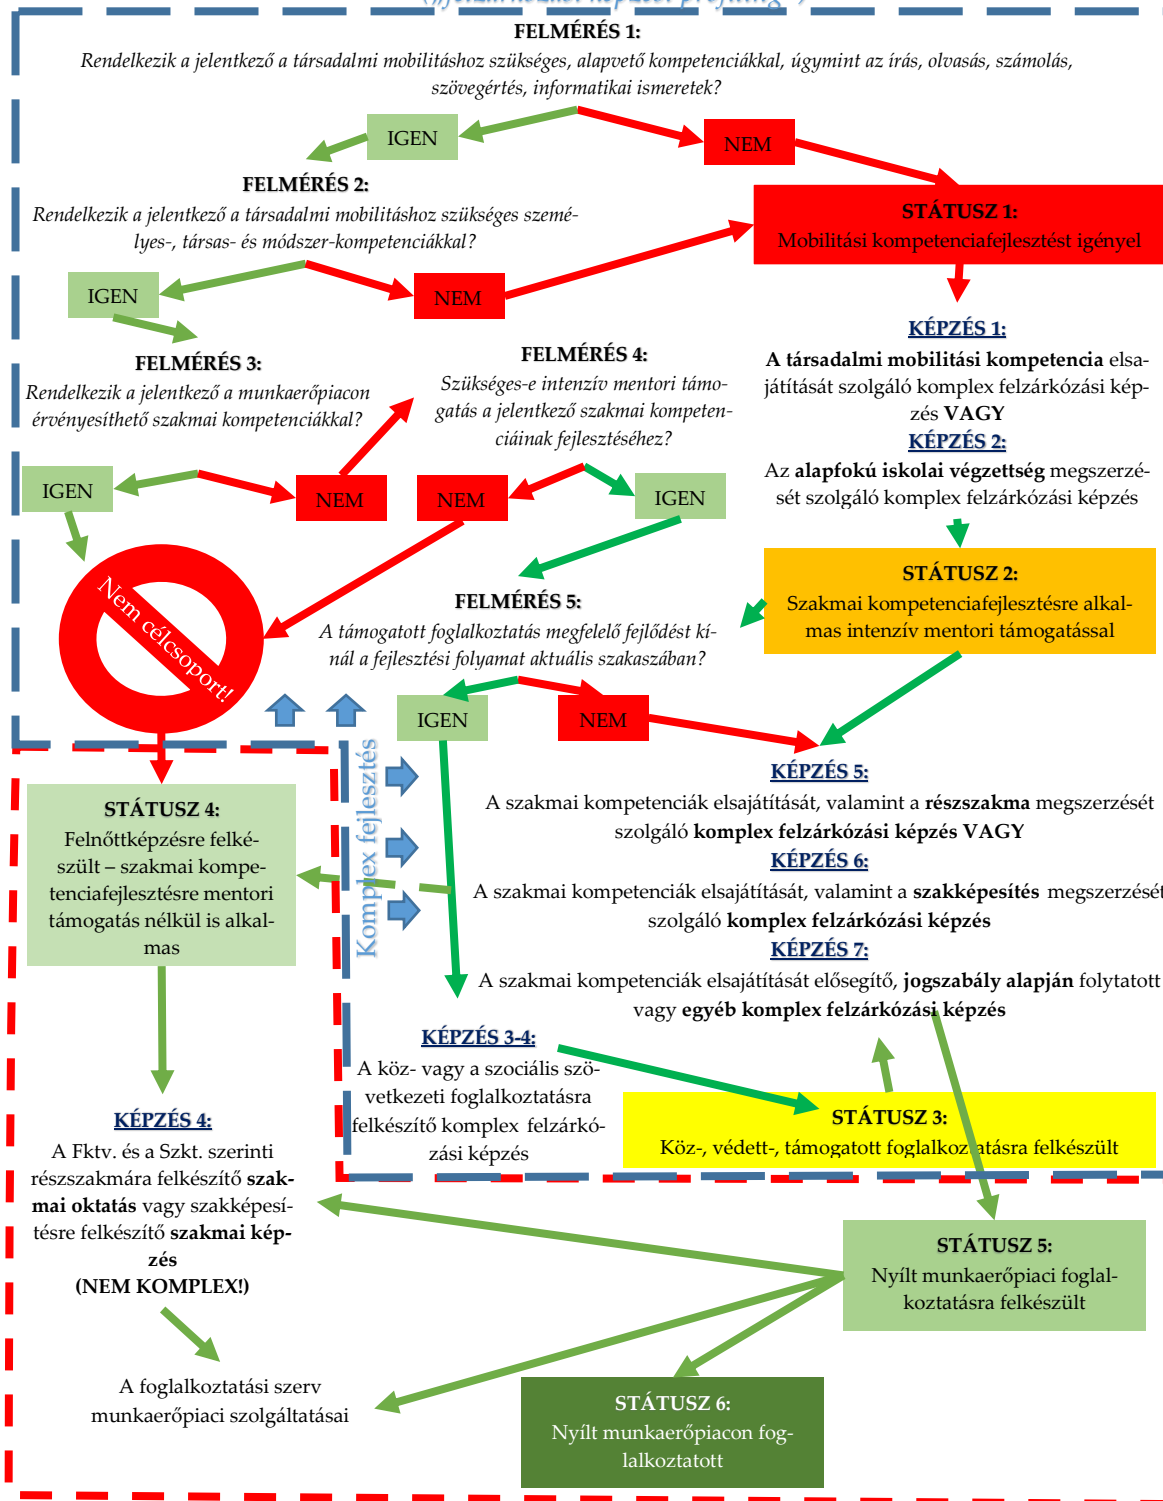 („felzárkózási képzési profiling")
FELMÉRÉS 1:
Rendelkezik a jelentkező a társadalmi mobilitáshoz szükséges, alapvető kompetenciákkal, úgymint az írás, olvasás, számolás,
szövegértés, informatikai ismeretek?
IGEN
NEM
FELMÉRÉS 2:
Rendelkezik a jelentkező a társadalmi mobilitáshoz szükséges szemé-
lyes-, társas- és módszer-kompetenciákkal?
STÁTUSZ 1:
Mobilitási kompetenciafejlesztést igényel
IGEN
NEM
KÉPZÉS 1:
A társadalmi mobilitási kompetencia elsa-
játítását szolgáló komplex felzárkózási kép-
zés VAGY
KÉPZÉS 2:
Az alapfokú iskolai végzettség megszerzé-
sét szolgáló komplex felzárkózási képzés
FELMÉRÉS 3:
Rendelkezik a jelentkező a munkaerőpiacon
érvényesíthető szakmai kompetenciákkal?
FELMÉRÉS 4:
Szükséges-e intenzív mentori támo-
gatás a jelentkező szakmai kompeten-
ciáinak fejlesztéséhez?
IGEN
NEM
NEM
IGEN
Nem célcsoport!
STÁTUSZ 2:
Szakmai kompetenciafejlesztésre alkal-
mas intenzív mentori támogatással
FELMÉRÉS 5:
A támogatott foglalkoztatás megfelelő fejlődést kí-
nál a fejlesztési folyamat aktuális szakaszában?
IGEN
NEM
Komplex fejlesztés
KÉPZÉS 5:
A szakmai kompetenciák elsajátítását, valamint a részszakma megszerzését
szolgáló komplex felzárkózási képzés VAGY
KÉPZÉS 6:
A szakmai kompetenciák elsajátítását, valamint a szakképesítés megszerzését
szolgáló komplex felzárkózási képzés
KÉPZÉS 7:
A szakmai kompetenciák elsajátítását elősegítő, jogszabály alapján folytatott
vagy egyéb komplex felzárkózási képzés
STÁTUSZ 4:
Felnőttképzésre felké-
szült – szakmai kompe-
tenciafejlesztésre mentori
támogatás nélkül is alkal-
mas
KÉPZÉS 3-4:
A köz- vagy a szociális szö-
vetkezeti foglalkoztatásra
felkészítő komplex felzárkó-
zási képzés
STÁTUSZ 3:
Köz-, védett-, támogatott foglalkoztatásra felkészült
KÉPZÉS 4:
A Fktv. és a Szkt. szerinti
részszakmára felkészítő szak-
mai oktatás vagy szakképesí-
tésre felkészítő szakmai kép-
zés
(NEM KOMPLEX!)
STÁTUSZ 5:
Nyílt munkaerőpiaci foglal-
koztatásra felkészült
A foglalkoztatási szerv
munkaerőpiaci szolgáltatásai
STÁTUSZ 6:
Nyílt munkaerőpiacon fog-
lalkoztatott